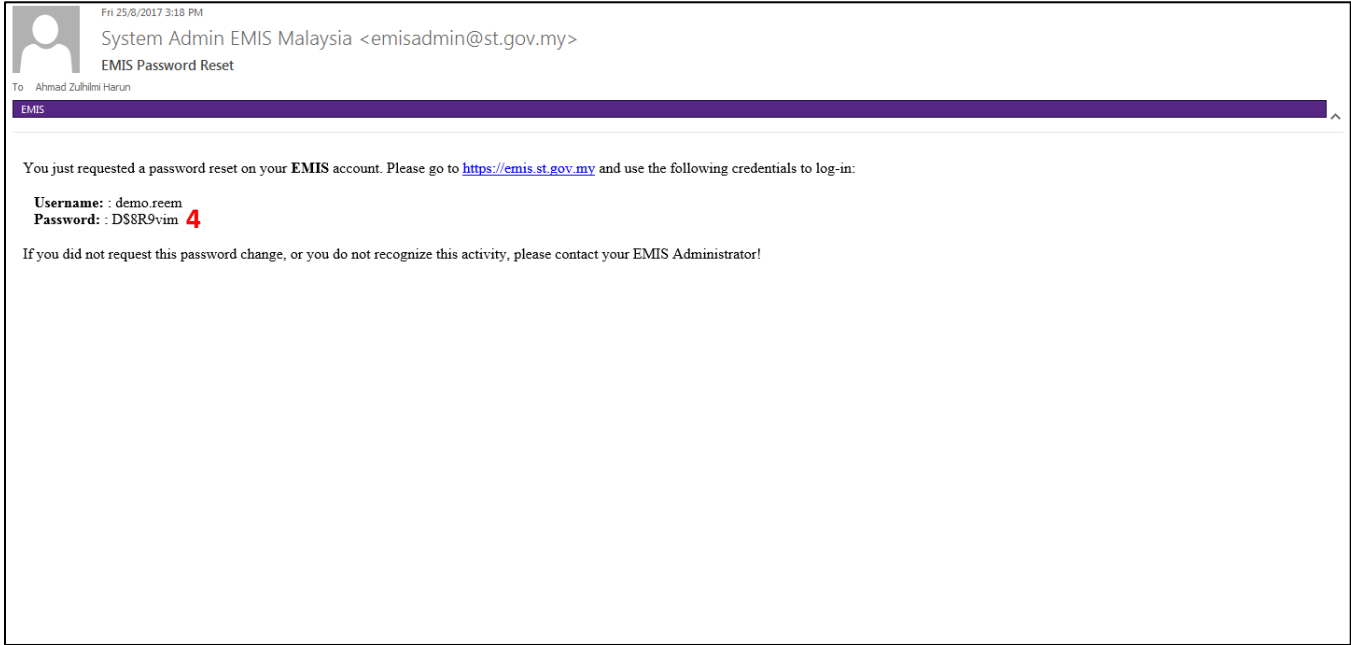 Fri 25/8/2017 3:18 PM
System Admin EMIS Malaysia <emisadmin@st.gov.my>
EMIS Password Reset
To Ahmad Zulhilmi Harun
EMIS
You just requested a password reset on your EMIS account. Please go to https://emis.st.gov.my and use the following credentials to log-in:
Username: : demo.reem
Password: : D$8R9vim 4
If you did not request this password change, or you do not recognize this activity, please contact your EMIS Administrator!